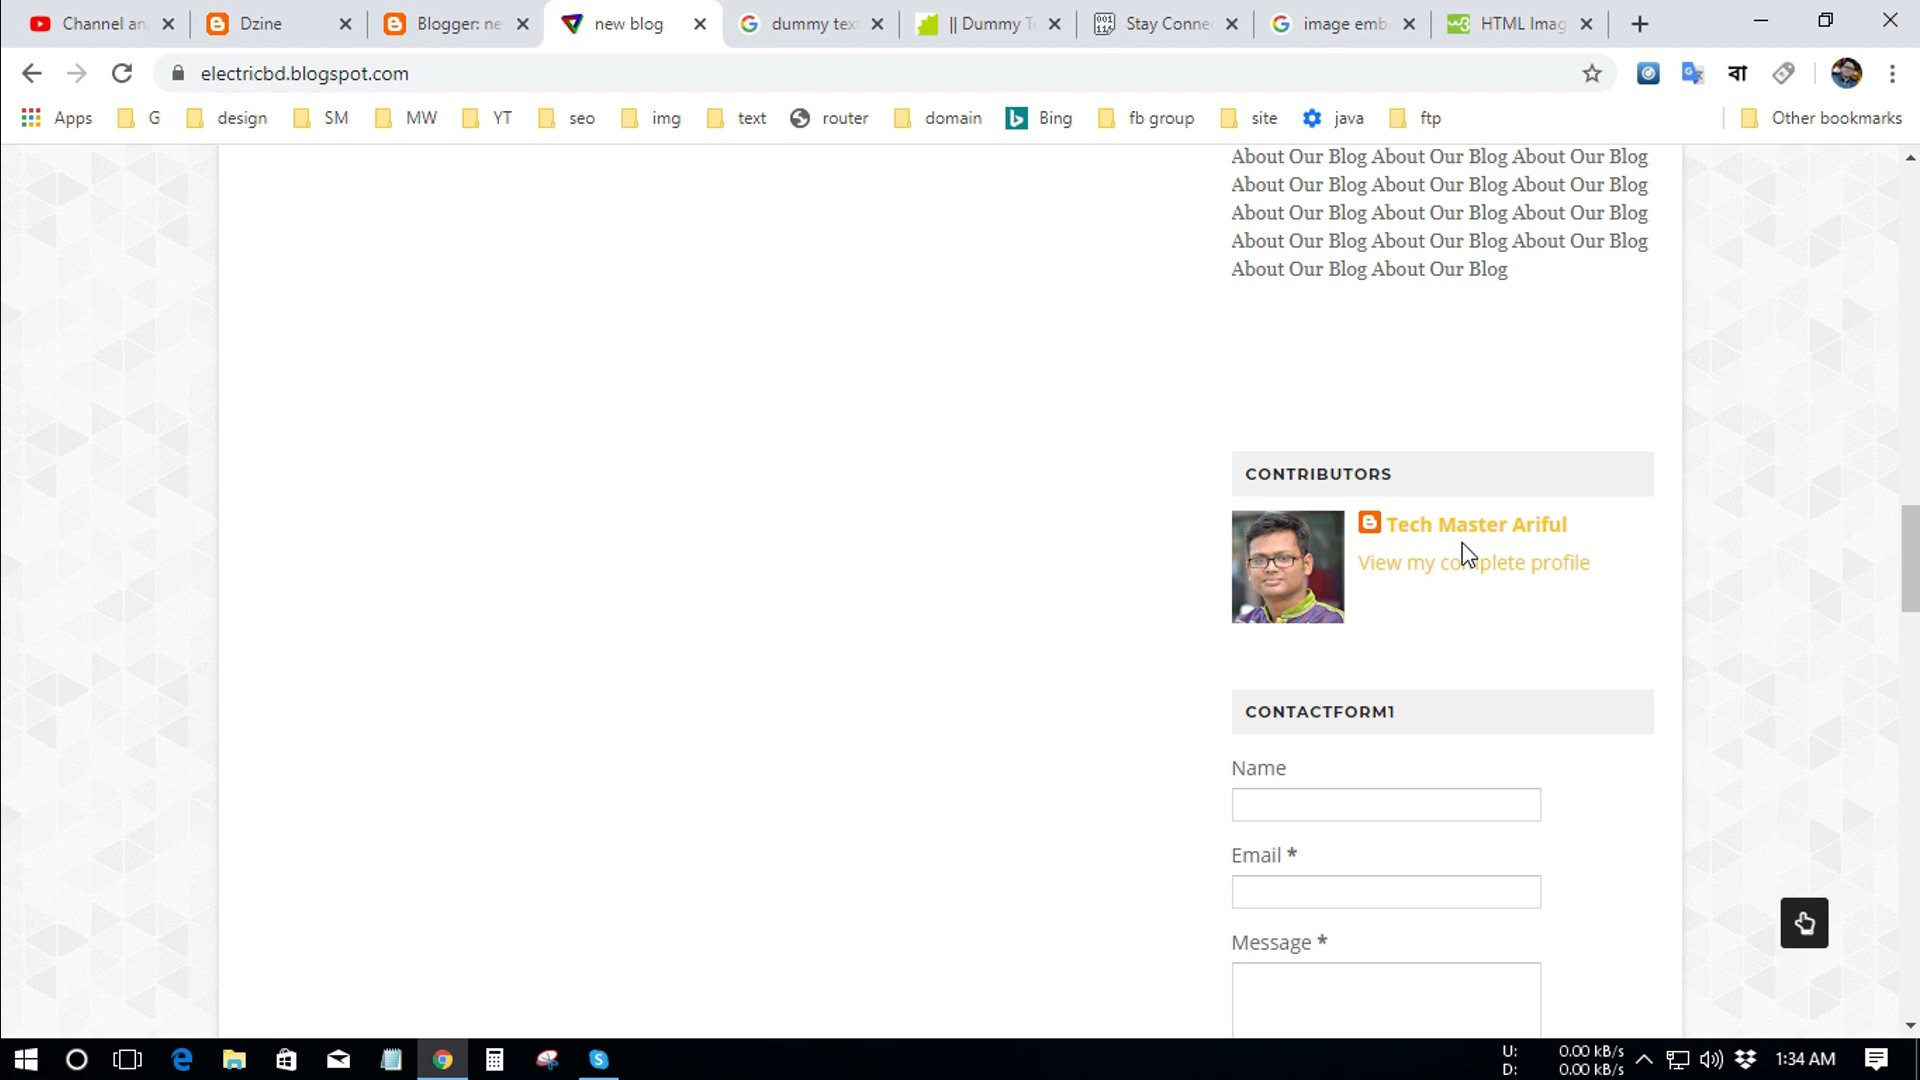 Channel an
Dzine
Blogger: ne
new blog
dummy tex
|| Dummy Te
Stay Conne
image emb
HTML Imag
electricbd.blogspot.com
বা
Apps
G
design
SM
MW
YT
seo
img
text
router
domain
Bing
fb group
site
java
ftp
Other bookmarks
About Our Blog About Our Blog About Our Blog
About Our Blog About Our Blog About Our Blog
About Our Blog About Our Blog About Our Blog
About Our Blog About Our Blog About Our Blog
About Our Blog About Our Blog
CONTRIBUTORS
Tech Master Ariful
View my complete profile
CONTACTFORM1
Name
Email *
Message *
U: 0.00 kB/s
D: 0.00 kB/s
1:34 AM